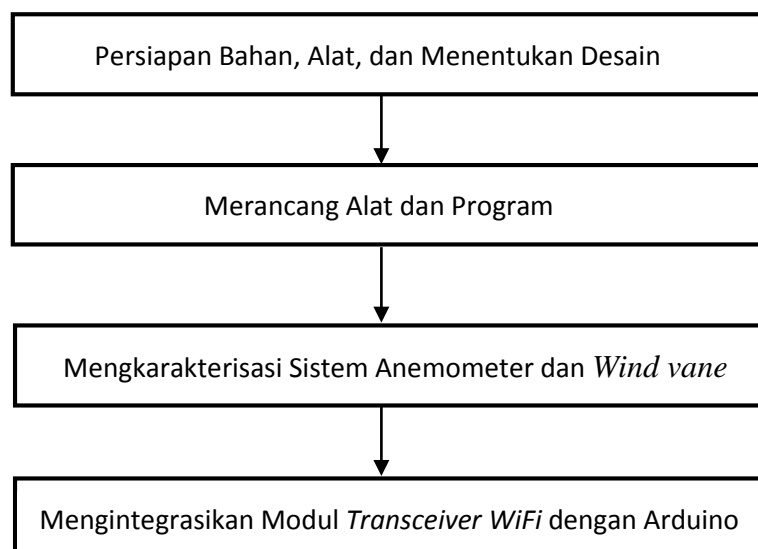 Persiapan Bahan, Alat, dan Menentukan Desain
Merancang Alat dan Program
Mengkarakterisasi Sistem Anemometer dan Wind vane
Mengintegrasikan Modul Transceiver WiFi dengan Arduino